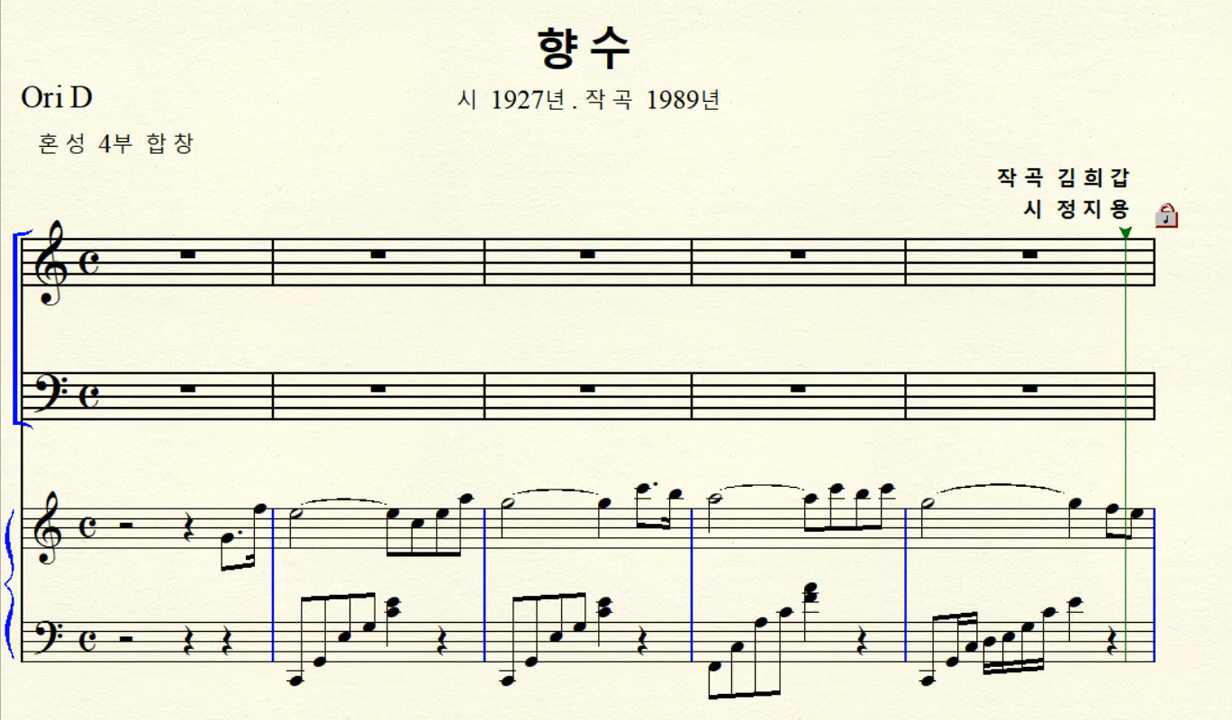 향 수
Ori D
시 1927년 . 작 곡 1989년
혼 성 4부 합 창
작 곡 김 희 갑
시 정 지 용